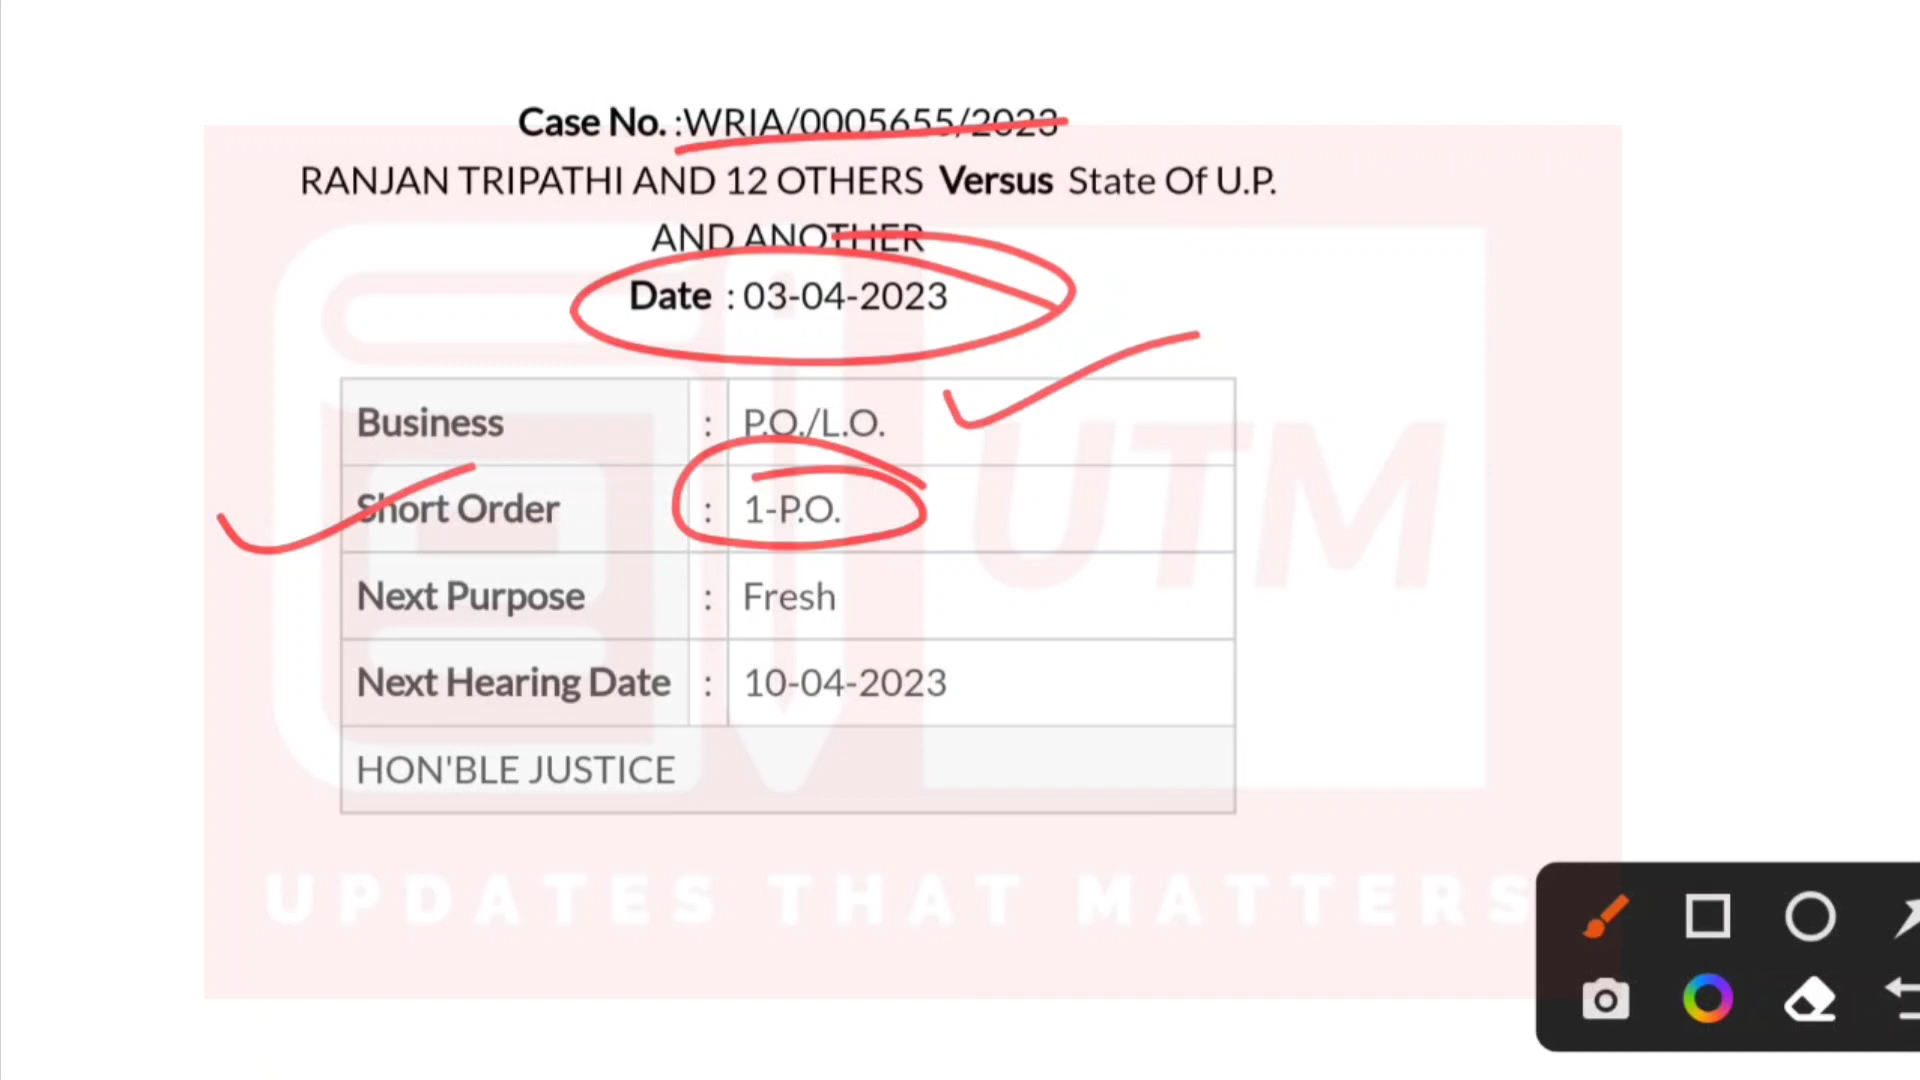 Case No. :WRIA/0005655/2023
RANJAN TRIPATHI AND 12 OTHERS Versus State Of U.P.
AND ANOTHER
Date : 03-04-2023
Business : P.O./L.O.
Short Order : 1-P.O.
Next Purpose : Fresh
Next Hearing Date : 10-04-2023
HON'BLE JUSTICE
UTM
UPDATES THAT MATTERS